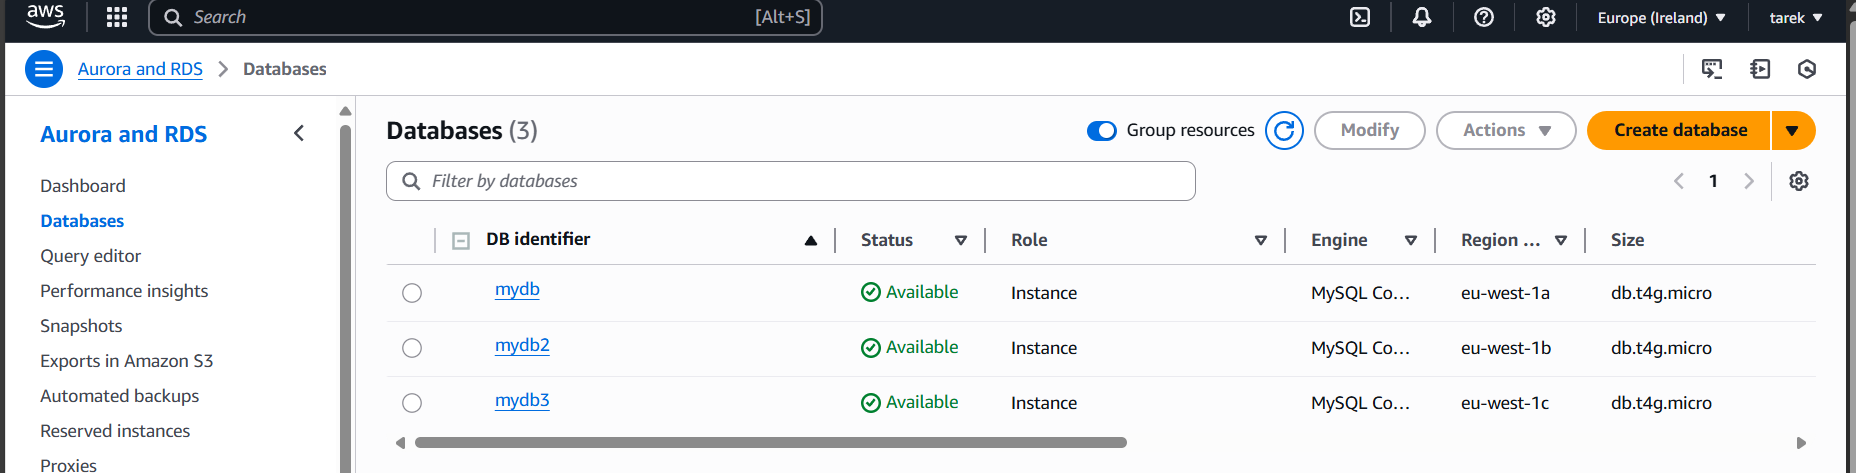 aws Search [Alt+S] Europe (Ireland) tarek
Aurora and RDS > Databases
Aurora and RDS
Dashboard
Databases
Query editor
Performance insights
Snapshots
Exports in Amazon S3
Automated backups
Reserved instances
Proxies
Databases (3) Group resources Modify Actions Create database
Filter by databases 1
DB identifier Status Role Engine Region ... Size
mydb Available Instance MySQL Co... eu-west-1a db.t4g.micro
mydb2 Available Instance MySQL Co... eu-west-1b db.t4g.micro
mydb3 Available Instance MySQL Co... eu-west-1c db.t4g.micro